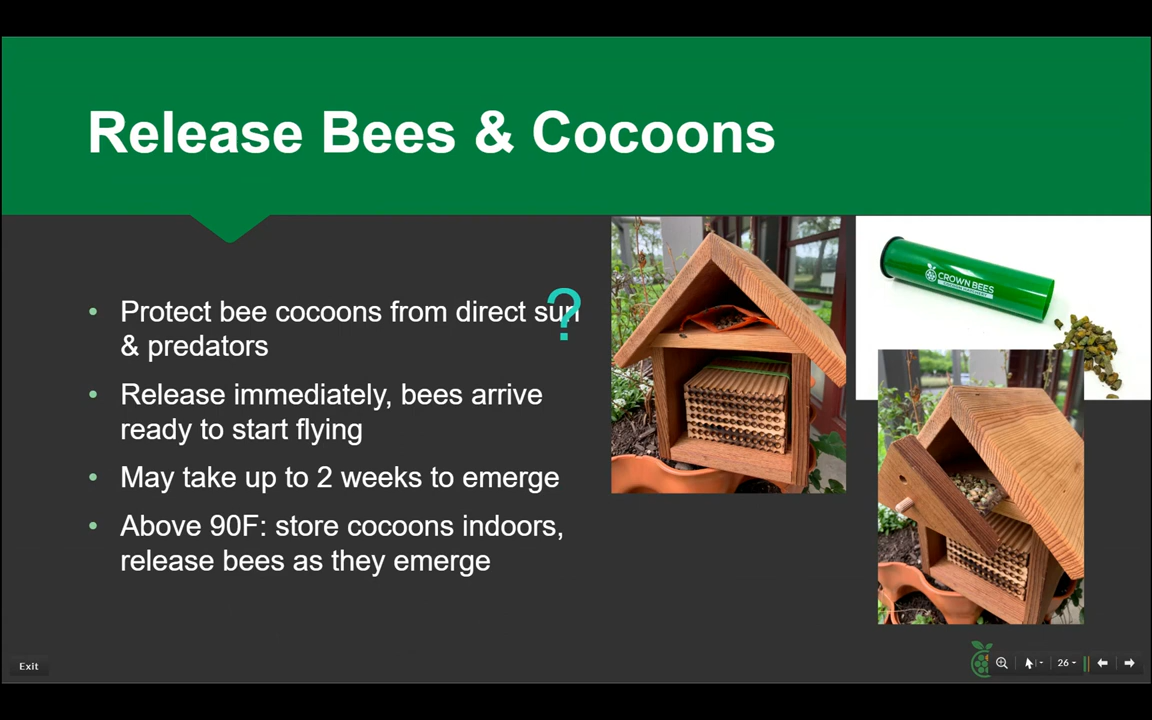 Release Bees & Cocoons
?
• Protect bee cocoons from direct sun
& predators
• Release immediately, bees arrive
ready to start flying
• May take up to 2 weeks to emerge
• Above 90F: store cocoons indoors,
release bees as they emerge
CROWN BEES
Exit
26